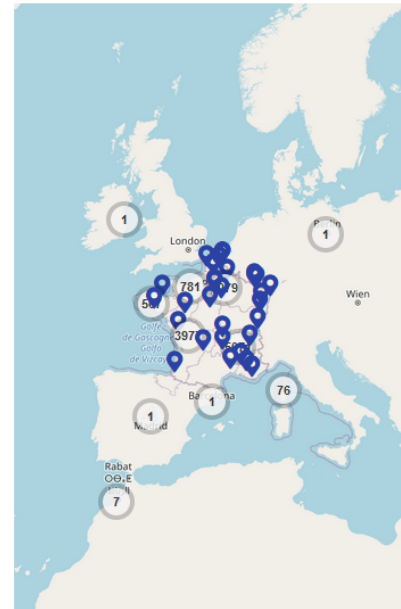 1
London
Berlin
1
781
79
Wien
Golfe
de Gascogne
Golfo
de Vizcaya
397
76
Barcelona
1
1
Madrid
Rabat
7